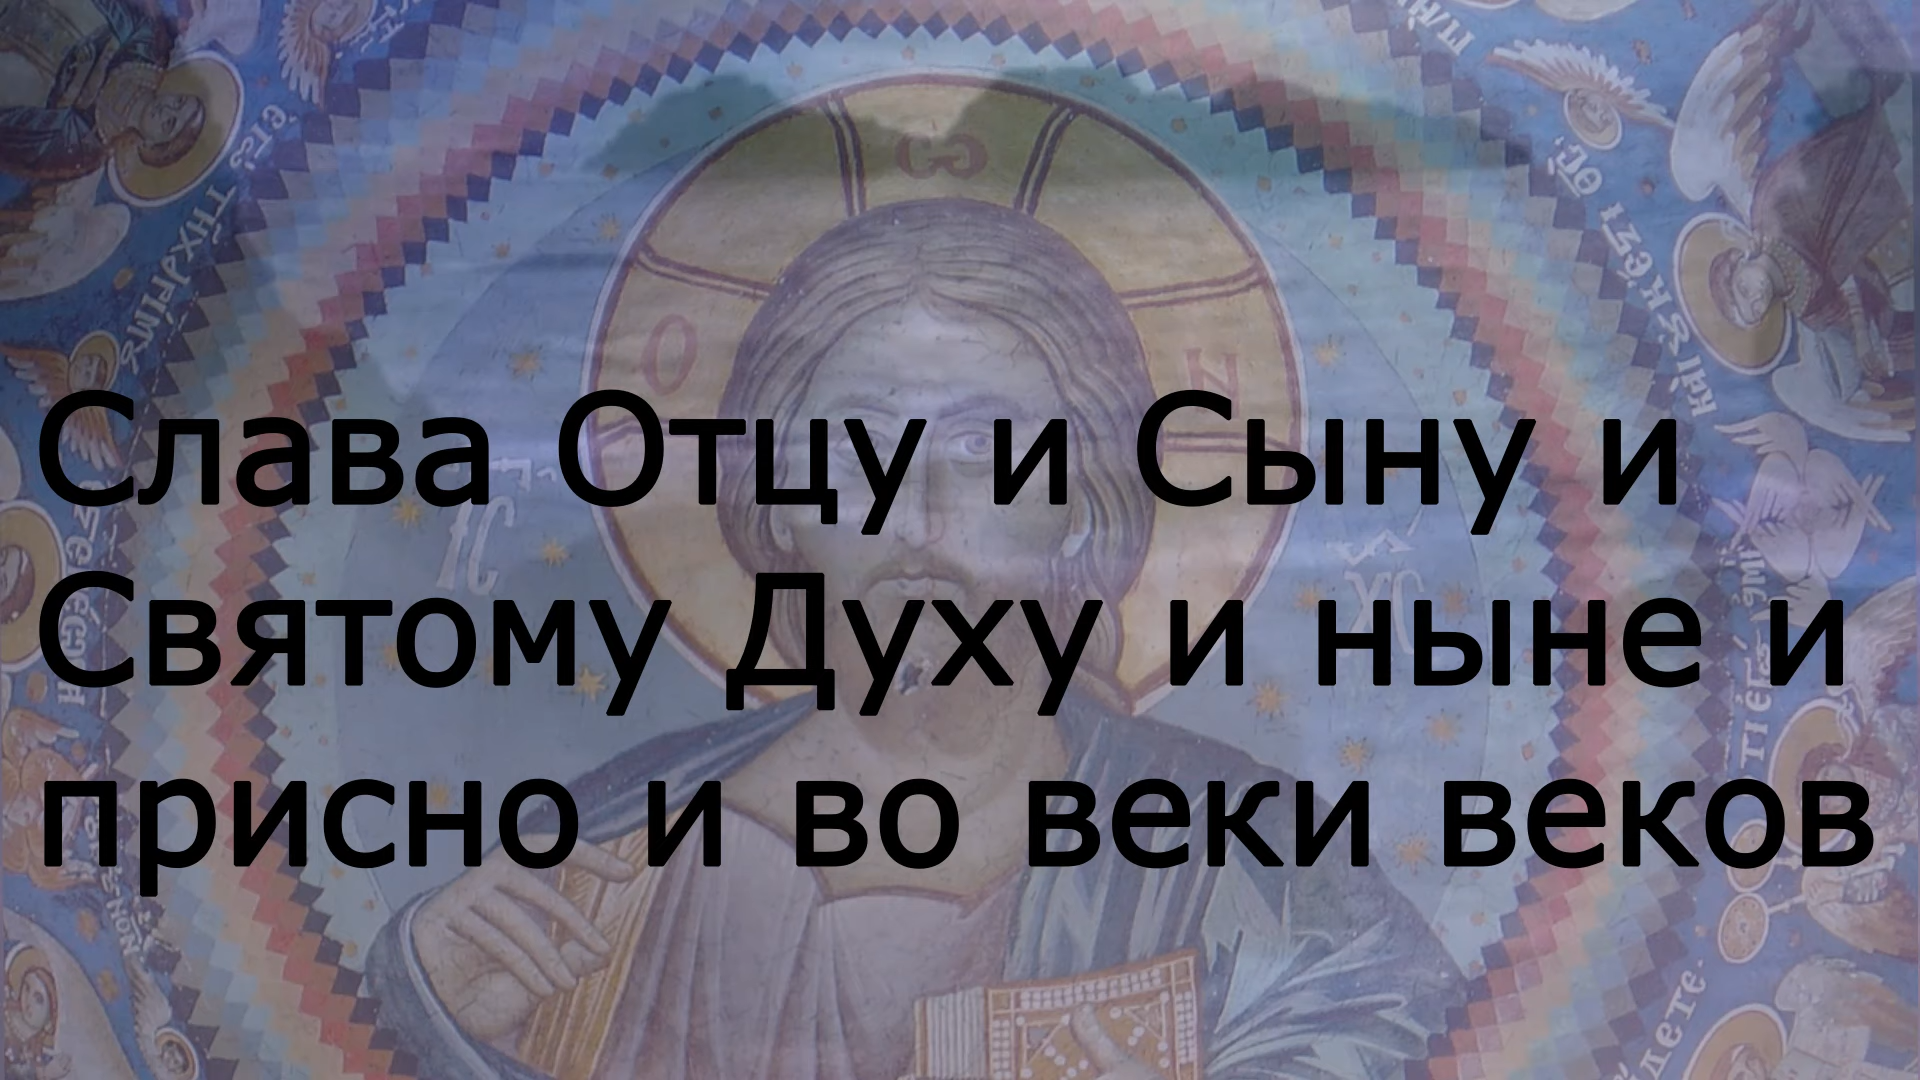 Слава Отцу и Сыну и
Святому Духу и ныне и
присно и во веки веков